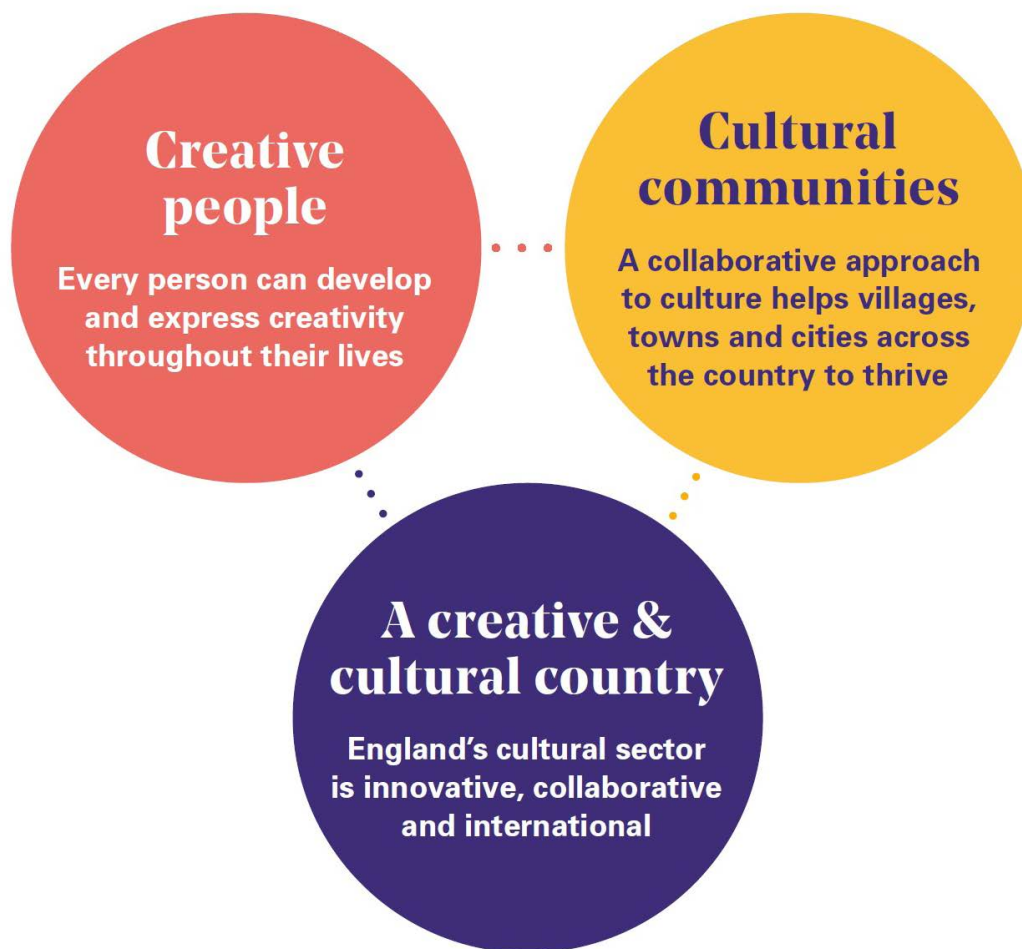 Creative
people
Every person can develop
and express creativity
throughout their lives
Cultural
communities
A collaborative approach
to culture helps villages,
towns and cities across
the country to thrive
A creative &
cultural country
England’s cultural sector
is innovative, collaborative
and international